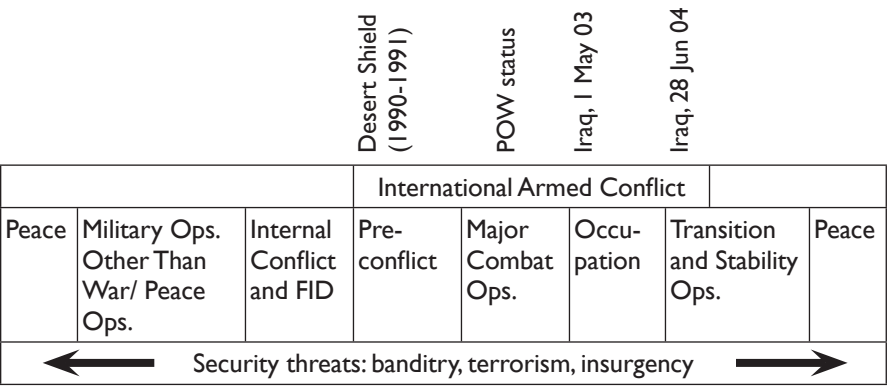 Desert Shield
(1990-1991)
POW status
Iraq, 1 May 03
Iraq, 28 Jun 04
International Armed Conflict
Peace
Military Ops.
Other Than
War/ Peace
Ops.
Internal
Conflict
and FID
Pre-
conflict
Major
Combat
Ops.
Occu-
pation
Transition
and Stability
Ops.
Peace
Security threats: banditry, terrorism, insurgency